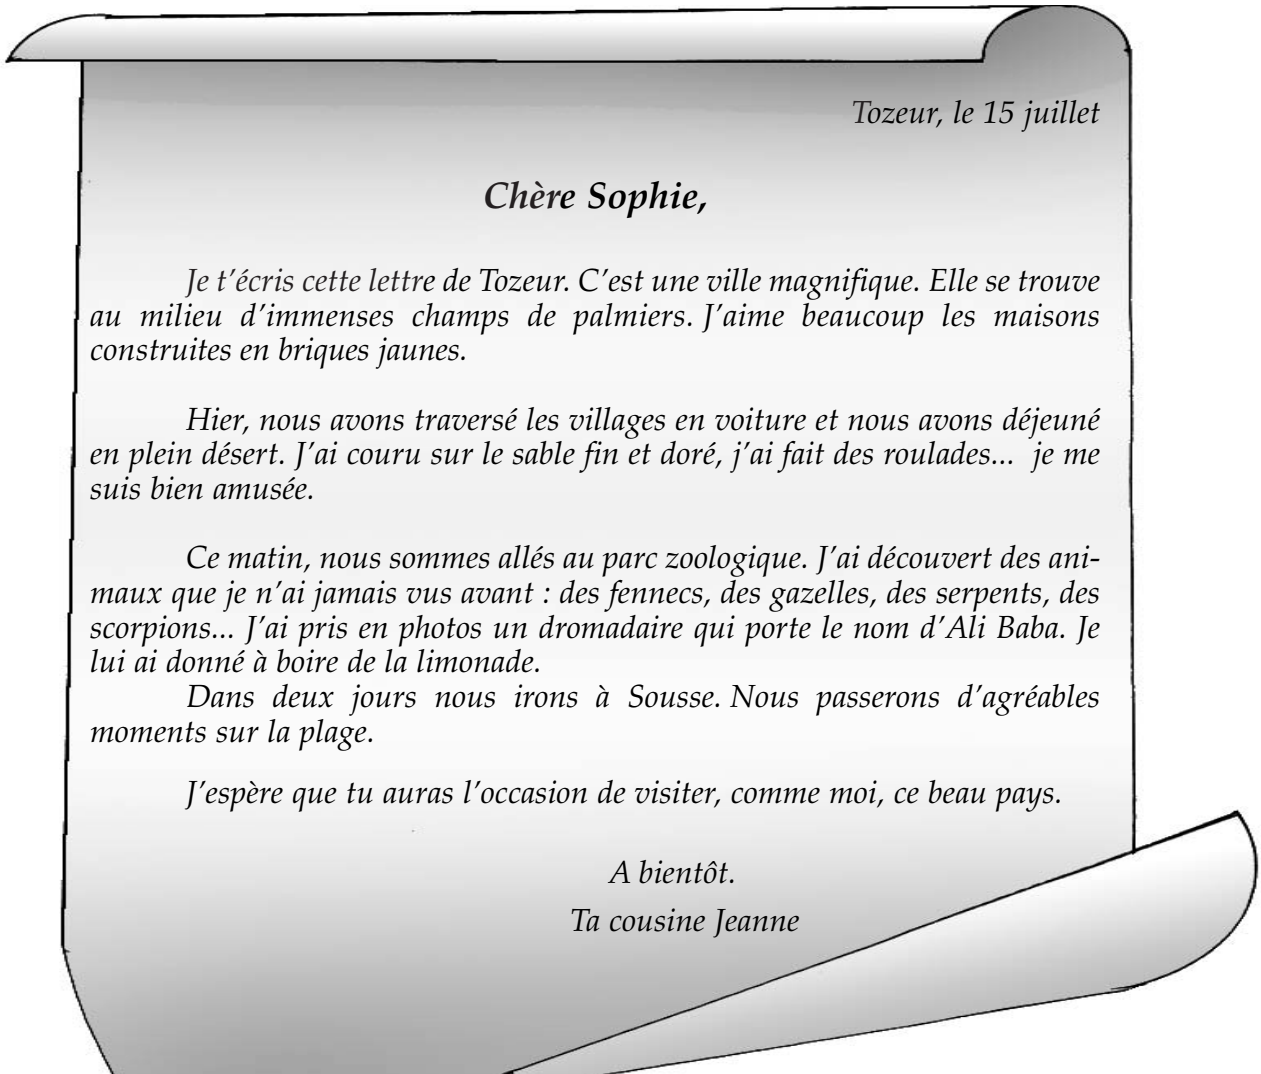 Tozeur, le 15 juillet
Chère Sophie,
Je t'écris cette lettre de Tozeur. C'est une ville magnifique. Elle se trouve
au milieu d'immenses champs de palmiers. J'aime beaucoup les maisons
construites en briques jaunes.
Hier, nous avons traversé les villages en voiture et nous avons déjeuné
en plein désert. J'ai couru sur le sable fin et doré, j'ai fait des roulades... je me
suis bien amusée.
Ce matin, nous sommes allés au parc zoologique. J'ai découvert des ani-
maux que je n'ai jamais vus avant : des fennecs, des gazelles, des serpents, des
scorpions... J'ai pris en photos un dromadaire qui porte le nom d'Ali Baba. Je
lui ai donné à boire de la limonade.
Dans deux jours nous irons à Sousse. Nous passerons d'agréables
moments sur la plage.
J'espère que tu auras l'occasion de visiter, comme moi, ce beau pays.
A bientôt.
Ta cousine Jeanne